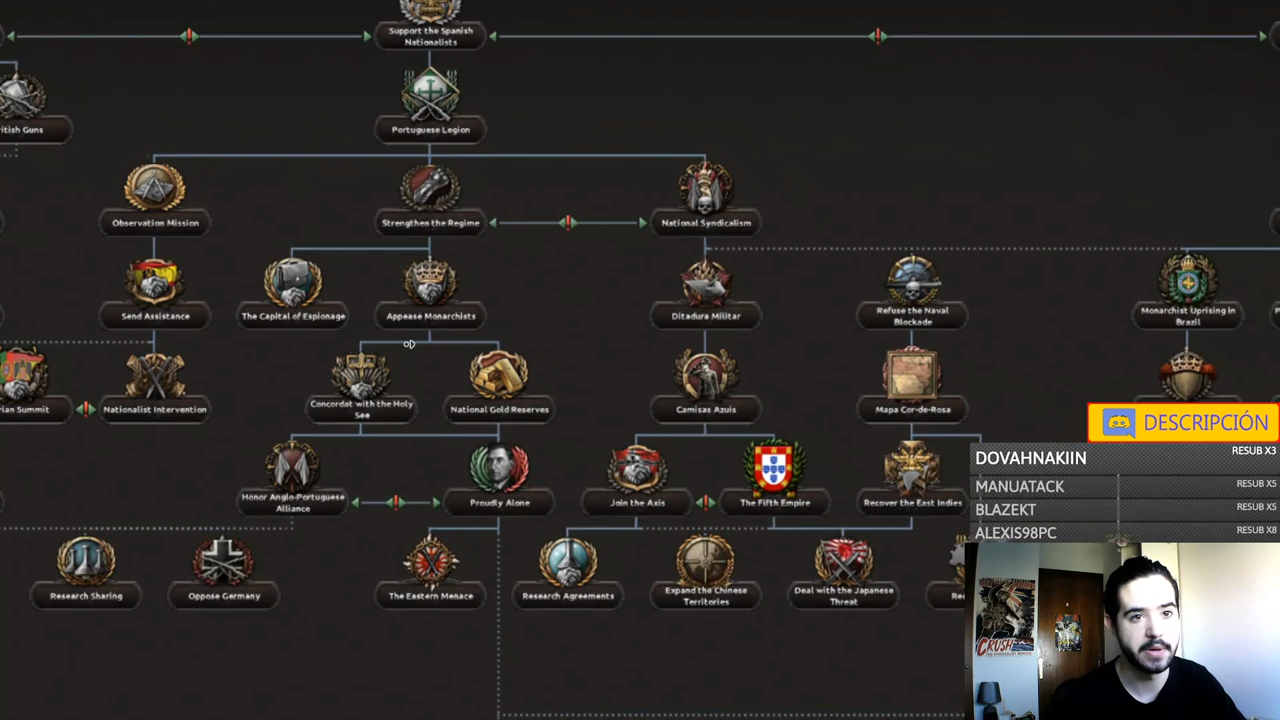 Support the Spanish
Nationalists
Portuguese Legion
British Guns
Observation Mission
Strengthen the Regime
National Syndicalism
Send Assistance
The Capital of Espionage
Appease Monarchists
Ditadura Militar
Refuse the Naval
Blockade
Monarchist Uprising in
Brazil
Summit
Nationalist Intervention
Concordat with the Holy
See
National Gold Reserves
Camisas Azuis
Mapa Cor-de-Rosa
DESCRIPCIÓN
DOVAHNAKIIN RESUB X3
MANUATACK RESUB X5
BLAZEKT RESUB X5
ALEXIS98PC RESUB X8
Honor Anglo-Portuguese
Alliance
Proudly Alone
Join the Axis
The Fifth Empire
Recover the East Indies
Research Sharing
Oppose Germany
The Eastern Menace
Research Agreements
Expand the Chinese
Territories
Deal with the Japanese
Threat
CRUSH